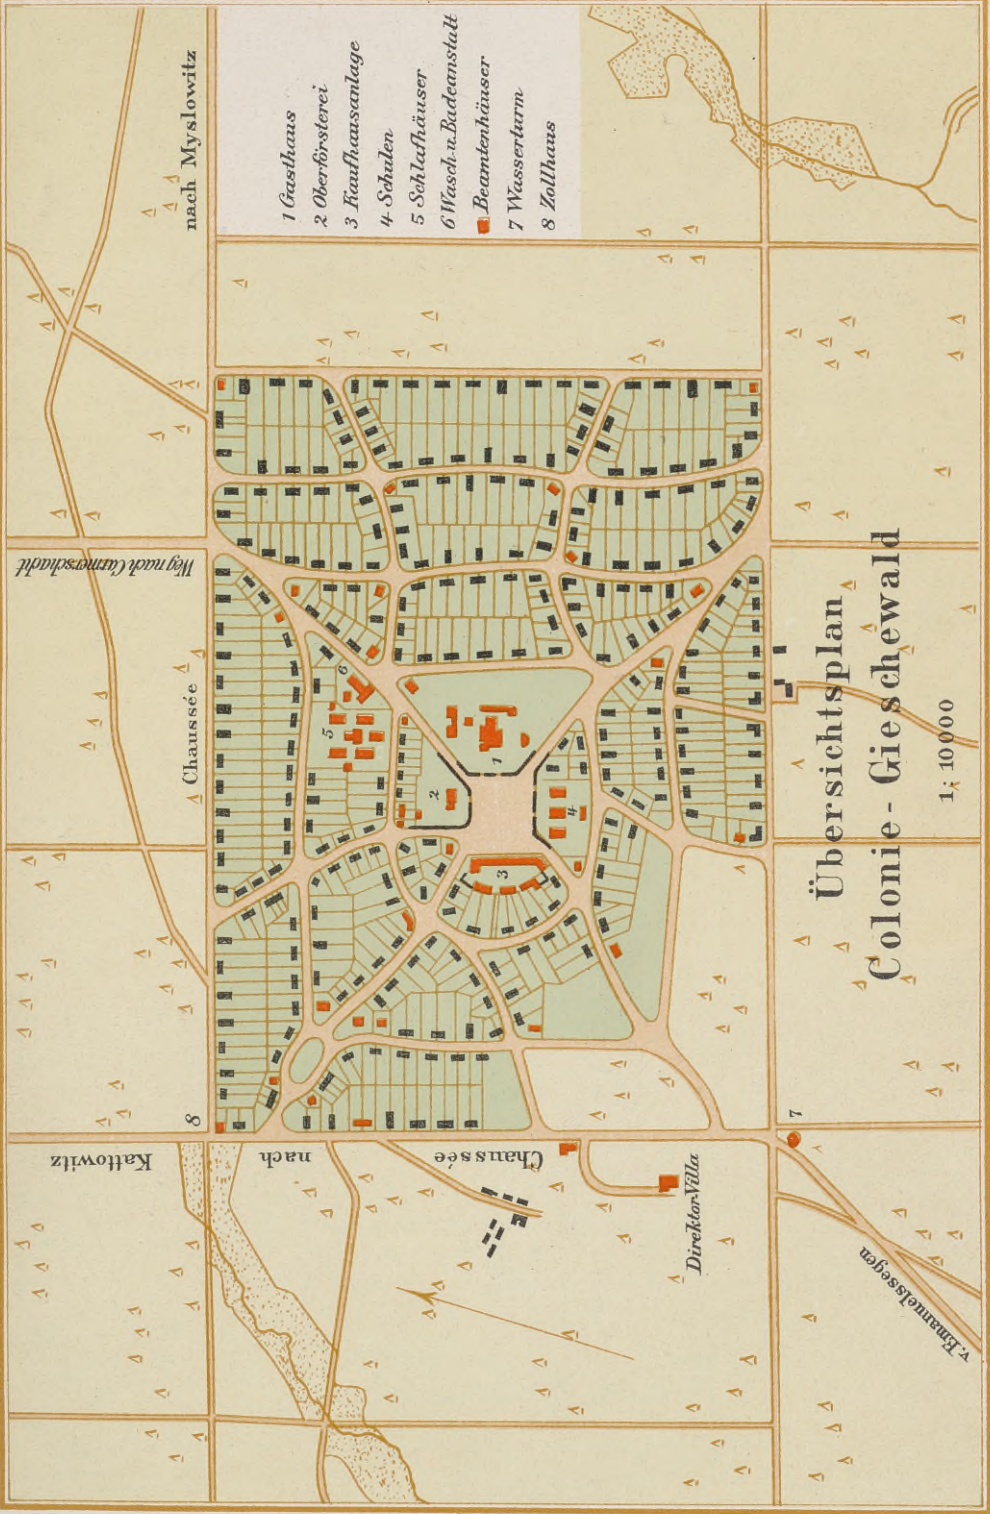 Übersichtsplan
Colonie - Gieschewald
1: 10000
1 Gasthaus
2 Oberförsterei
3 Kaufhausanlage
4 Schulen
5 Schlafhäuser
6 Wasch-u.Badeanstalt
Beamtenhäuser
7 Wasserturm
8 Zollhaus
nach Myslowitz
Chaussée
Weg nach Carmerschacht
Chaussée
nach
Kattowitz
Direktor-Villa
v. Emanuelssegen
1
2
3
4
5
6
7
8